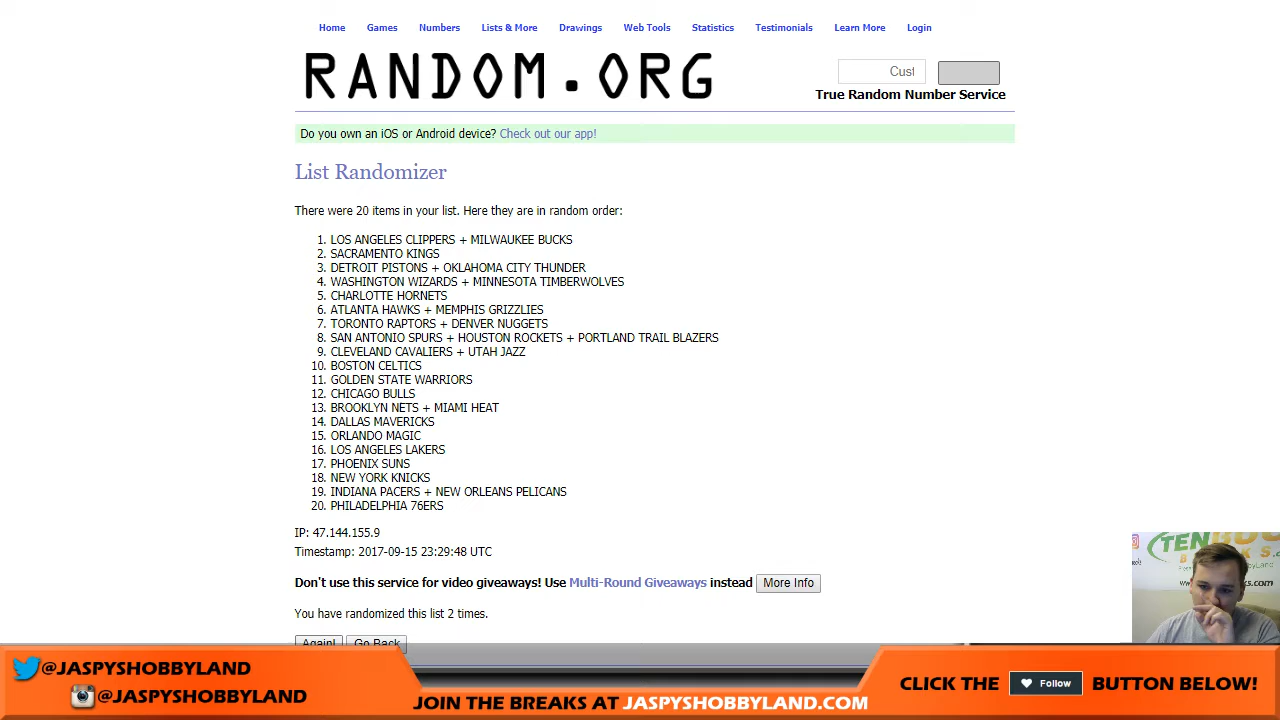 Home Games Numbers Lists & More Drawings Web Tools Statistics Testimonials Learn More Login
RANDOM.ORG
Cust
True Random Number Service
Do you own an iOS or Android device? Check out our app!
List Randomizer
There were 20 items in your list. Here they are in random order:
1. LOS ANGELES CLIPPERS + MILWAUKEE BUCKS
2. SACRAMENTO KINGS
3. DETROIT PISTONS + OKLAHOMA CITY THUNDER
4. WASHINGTON WIZARDS + MINNESOTA TIMBERWOLVES
5. CHARLOTTE HORNETS
6. ATLANTA HAWKS + MEMPHIS GRIZZLIES
7. TORONTO RAPTORS + DENVER NUGGETS
8. SAN ANTONIO SPURS + HOUSTON ROCKETS + PORTLAND TRAIL BLAZERS
9. CLEVELAND CAVALIERS + UTAH JAZZ
10. BOSTON CELTICS
11. GOLDEN STATE WARRIORS
12. CHICAGO BULLS
13. BROOKLYN NETS + MIAMI HEAT
14. DALLAS MAVERICKS
15. ORLANDO MAGIC
16. LOS ANGELES LAKERS
17. PHOENIX SUNS
18. NEW YORK KNICKS
19. INDIANA PACERS + NEW ORLEANS PELICANS
20. PHILADELPHIA 76ERS
IP: 47.144.155.9
Timestamp: 2017-09-15 23:29:48 UTC
Don't use this service for video giveaways! Use Multi-Round Giveaways instead More Info
You have randomized this list 2 times.
Again! Go Back
TEN
@JASPYSHOBBYLAND
@JASPYSHOBBYLAND
JOIN THE BREAKS AT JASPYSHOBBYLAND.COM
CLICK THE Follow BUTTON BELOW!